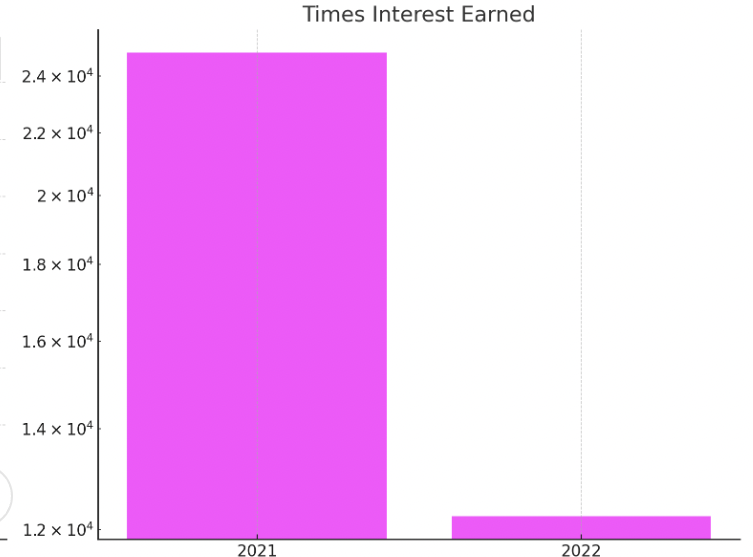 Times Interest Earned
2.4 × 10⁴
2.2 × 10⁴
2 × 10⁴
1.8 × 10⁴
1.6 × 10⁴
1.4 × 10⁴
1.2 × 10⁴
2021 2022